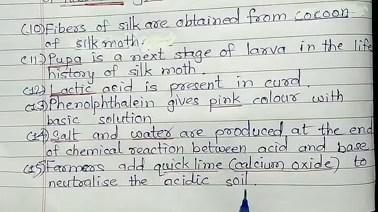 (10) Fibers of silk are obtained from cocoon
of silk moth.
(11) Pupa is a next stage of larva in the life
history of silk moth.
(12) Lactic acid is present in curd.
(13) Phenolphthalein gives pink colour with
basic solution
(14) Salt and water are produced at the end
of chemical reaction between acid and base
(15) Farmers add quick lime (calcium oxide) to
neutralise the acidic soil.